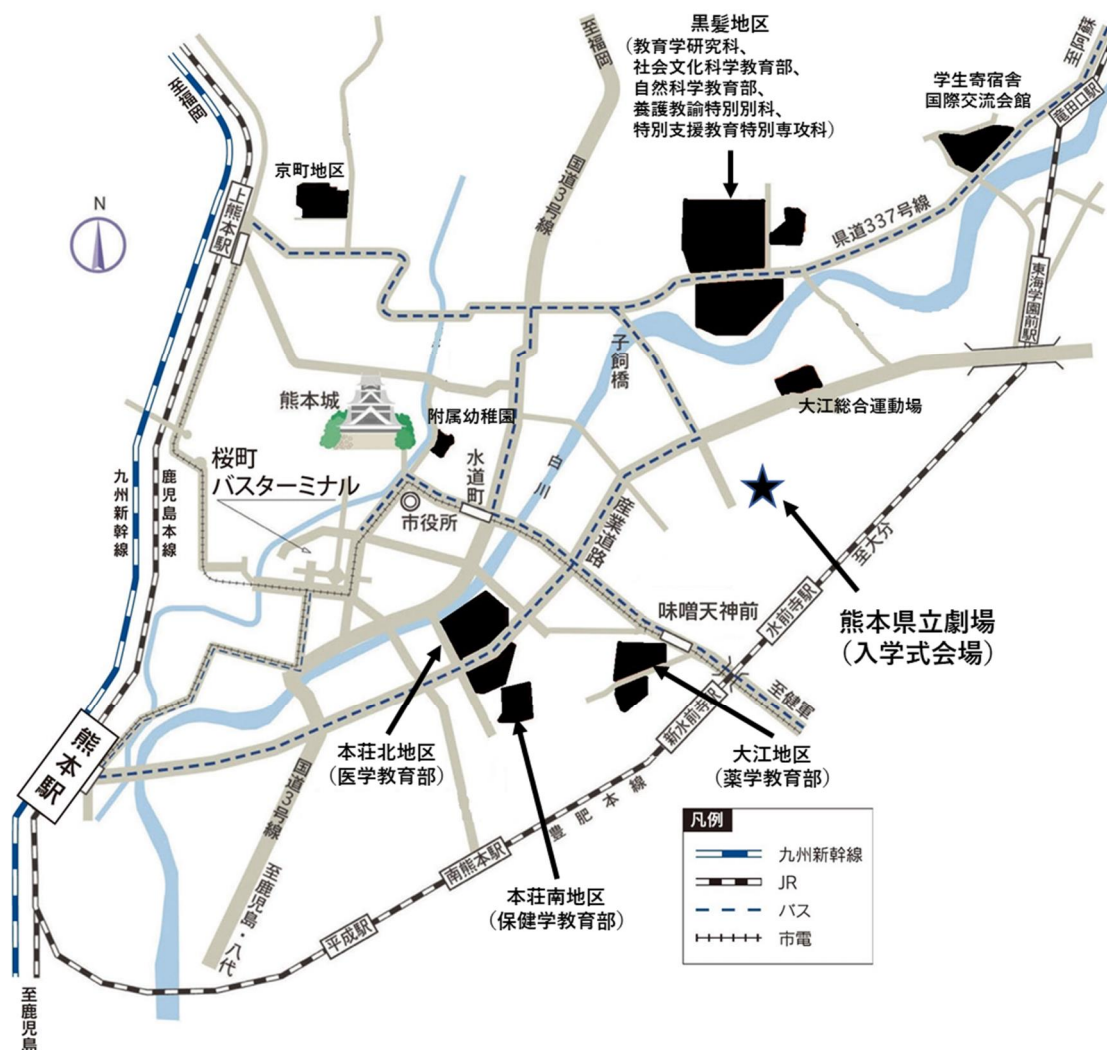 黒髪地区
（教育学研究科、
社会文化科学教育部、
自然科学教育部、
養護教諭特別別科、
特別支援教育特別専攻科）
至福岡
至福岡
至阿蘇
竜田口駅
学生寄宿舎
国際交流会館
京町地区
国道3号線
上熊本駅
N
県道337号線
東海学園前駅
子飼橋
大江総合運動場
熊本城
附属幼稚園
水道町
白川
桜町
バスターミナル
市役所
九州新幹線
鹿児島本線
産業道路
至大分
熊本県立劇場
（入学式会場）
水前寺駅
味噌天神前
至健軍
新水前寺駅
熊本駅
本荘北地区
（医学教育部）
大江地区
（薬学教育部）
国道3号線
至鹿児島・八代
豊肥本線
南熊本駅
平成駅
本荘南地区
（保健学教育部）
至鹿児島
凡例
九州新幹線
JR
バス
市電